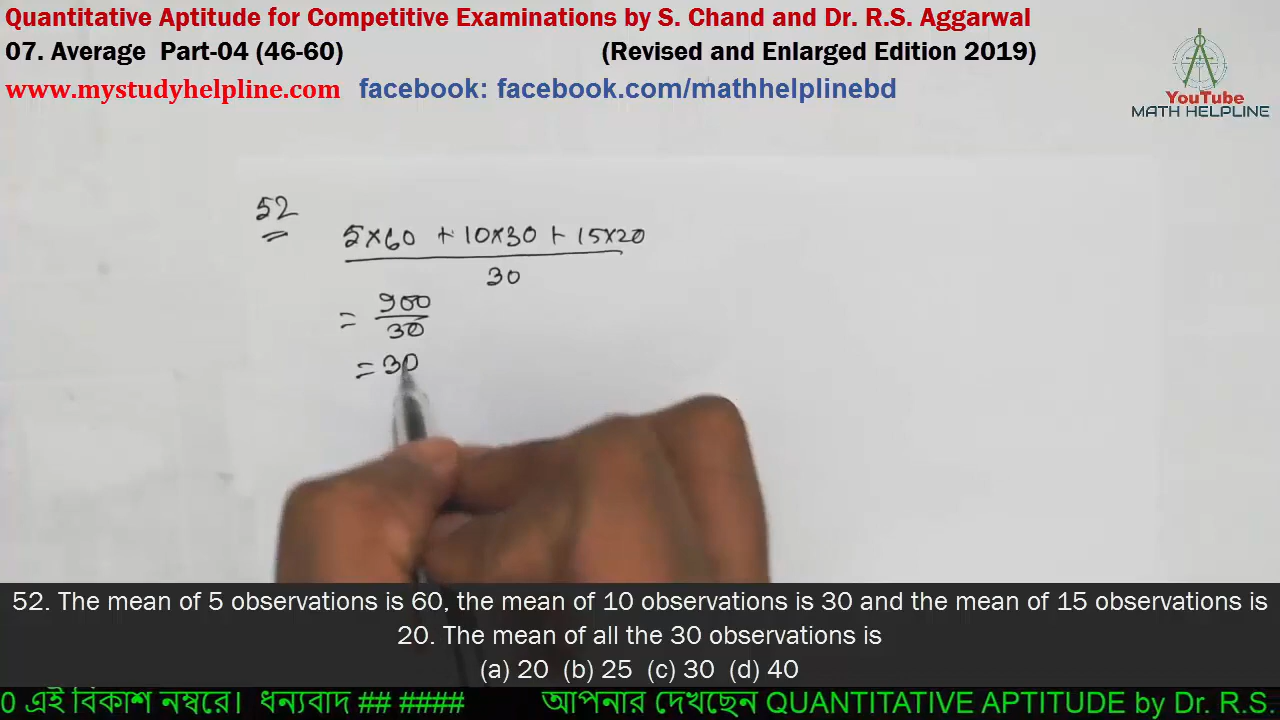 Quantitative Aptitude for Competitive Examinations by S. Chand and Dr. R.S. Aggarwal
07. Average Part-04 (46-60) (Revised and Enlarged Edition 2019)
www.mystudyhelpline.com facebook: facebook.com/mathhelplinebd
YouTube
MATH HELPLINE
52
5×60 + 10×30 + 15×20
30
= 900
30
= 30
52. The mean of 5 observations is 60, the mean of 10 observations is 30 and the mean of 15 observations is
20. The mean of all the 30 observations is
(a) 20 (b) 25 (c) 30 (d) 40
0 এই বিকাশ নম্বরে। ধন্যবাদ ## #### আপনার দেখছেন QUANTITATIVE APTITUDE by Dr. R.S.